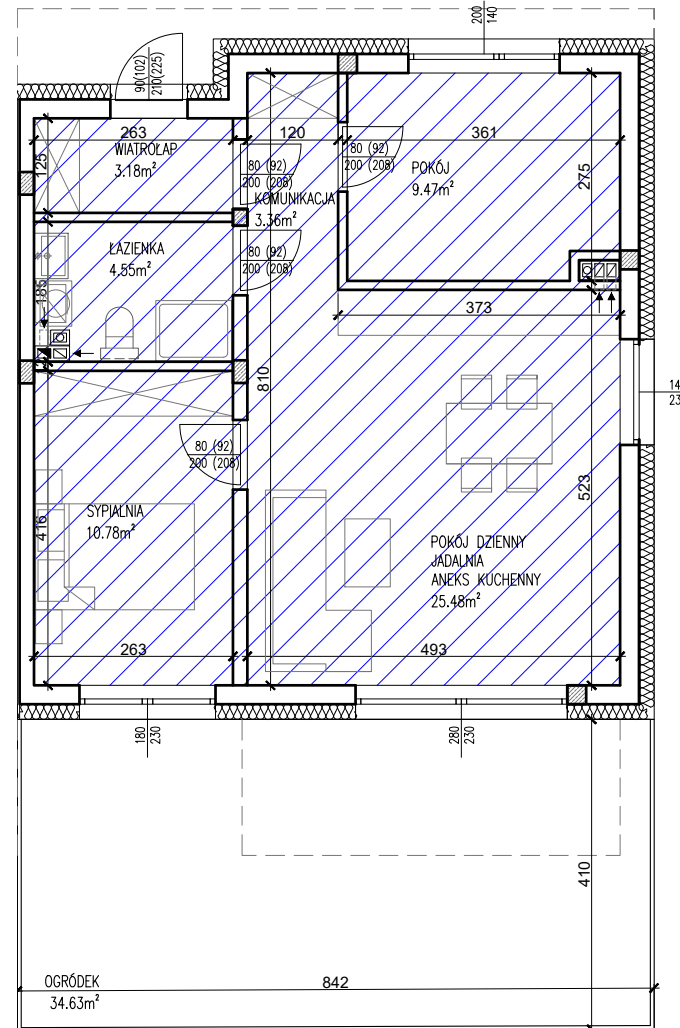 200
140
90(102)
210(225)
263
120
361
WIATROŁAP
3.18m²
125
80 (92)
200 (208)
80 (92)
200 (208)
POKÓJ
9.47m²
275
KOMUNIKACJA
3.36m²
ŁAZIENKA
4.55m²
80 (92)
200 (208)
185
373
810
14
23
80 (92)
200 (208)
523
SYPIALNIA
10.78m²
416
POKÓJ DZIENNY
JADALNIA
ANEKS KUCHENNY
25.48m²
263
493
180
230
280
230
410
OGRÓDEK
34.63m²
842